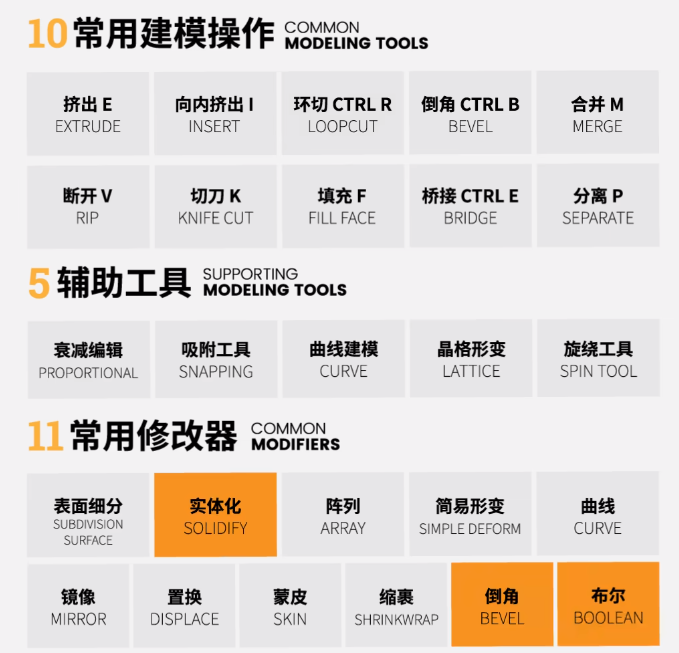 10 常用建模操作 COMMON
MODELING TOOLS
挤出 E 向内挤出 I 环切 CTRL R 倒角 CTRL B 合并 M
EXTRUDE INSERT LOOPCUT BEVEL MERGE
断开 V 切刀 K 填充 F 桥接 CTRL E 分离 P
RIP KNIFE CUT FILL FACE BRIDGE SEPARATE
5 辅助工具 SUPPORTING
MODELING TOOLS
衰减编辑 吸附工具 曲线建模 晶格形变 旋绕工具
PROPORTIONAL SNAPPING CURVE LATTICE SPIN TOOL
11 常用修改器 COMMON
MODIFIERS
表面细分 实体化 阵列 简易形变 曲线
SUBDIVISION SURFACE SOLIDIFY ARRAY SIMPLE DEFORM CURVE
镜像 置换 蒙皮 缩裹 倒角 布尔
MIRROR DISPLACE SKIN SHRINKWRAP BEVEL BOOLEAN